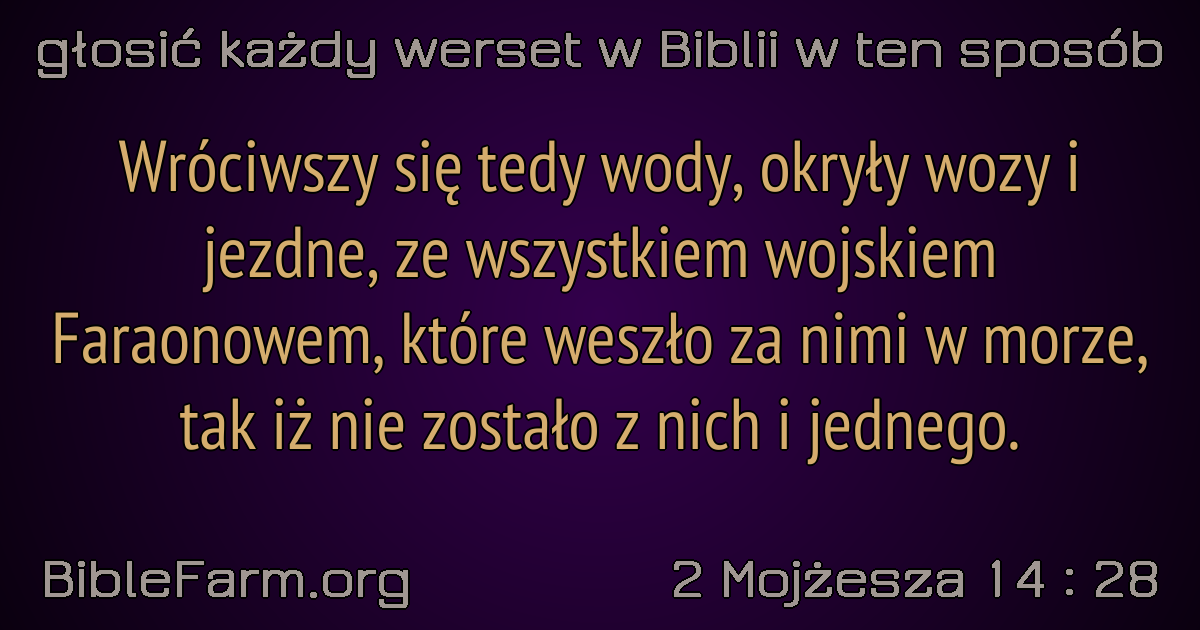 głosić każdy werset w Biblii w ten sposób
Wróciwszy się tedy wody, okryły wozy i
jezdne, ze wszystkiem wojskiem
Faraonowem, które weszło za nimi w morze,
tak iż nie zostało z nich i jednego.
BibleFarm.org
2 Mojżesza 14 : 28